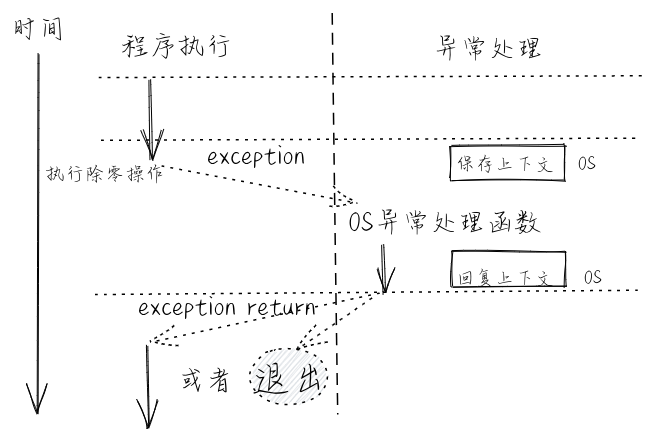 时间
程序执行
异常处理
exception
保存上下文
OS
执行除零操作
OS异常处理函数
回复上下文
OS
exception return
或者
退出